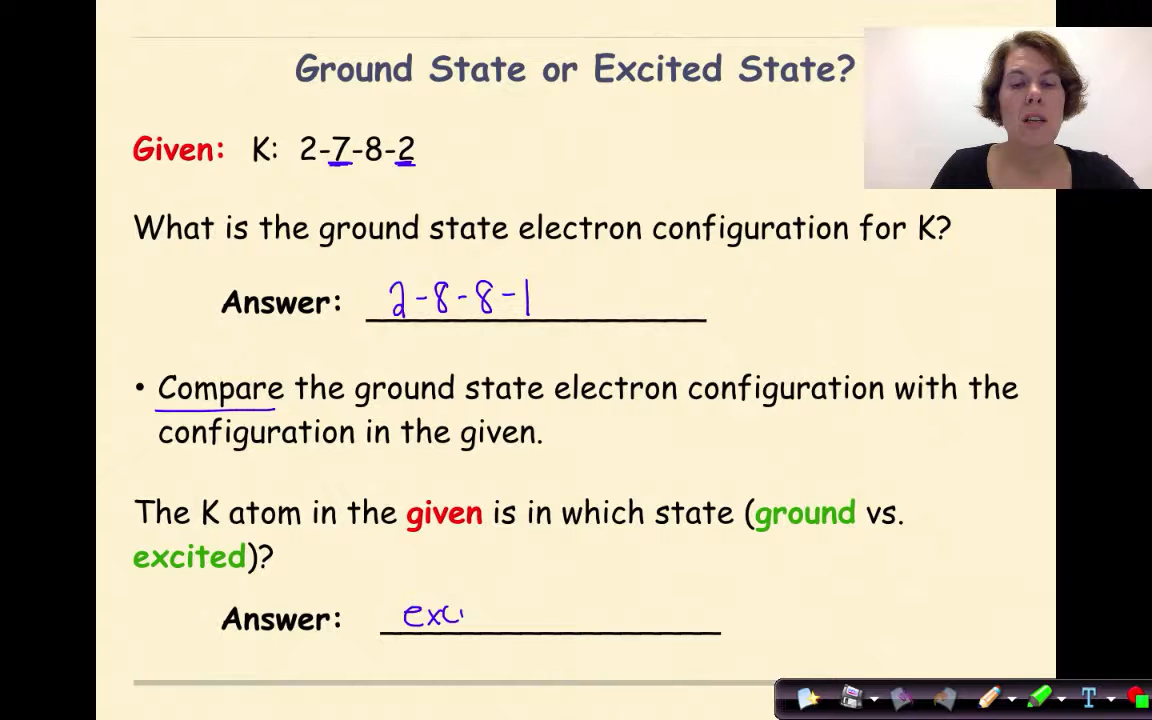 Ground State or Excited State?
Given: K: 2-7-8-2
What is the ground state electron configuration for K?
Answer: 2-8-8-1
• Compare the ground state electron configuration with the
configuration in the given.
The K atom in the given is in which state (ground vs.
excited)?
Answer: exci
T